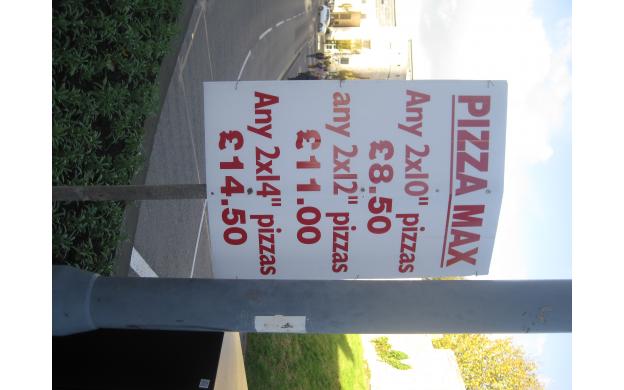 PIZZA MAX
Any 2x10" pizzas
£8.50
any 2x12" pizzas
£11.00
Any 2x14" pizzas
£14.50